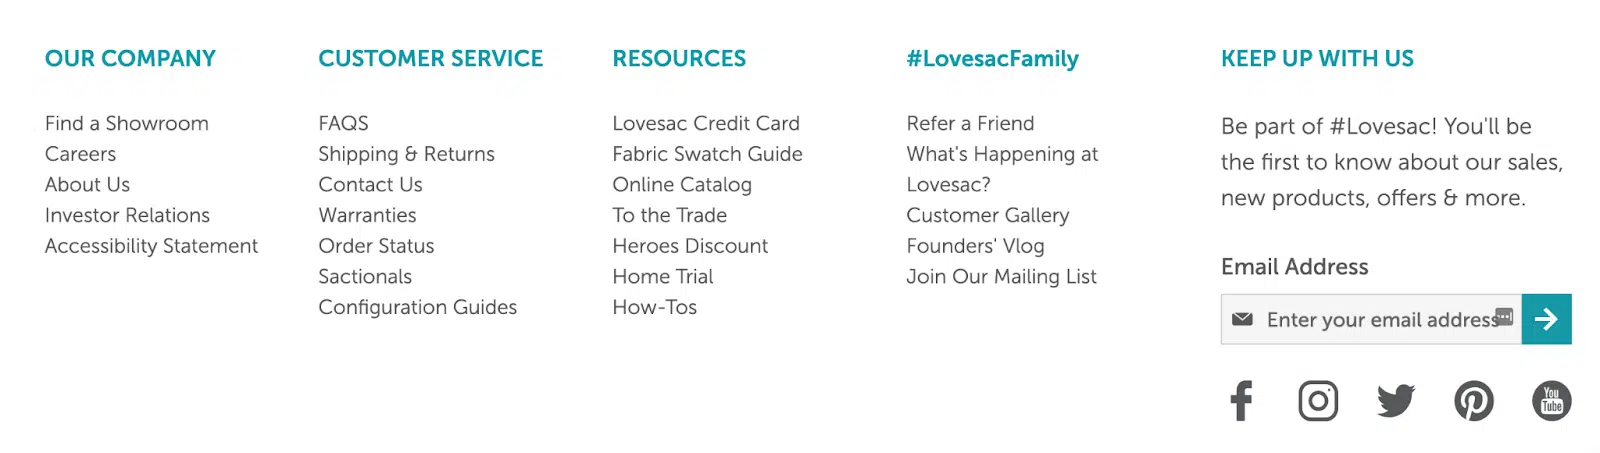 OUR COMPANY
Find a Showroom
Careers
About Us
Investor Relations
Accessibility Statement
CUSTOMER SERVICE
FAQS
Shipping & Returns
Contact Us
Warranties
Order Status
Sactionals
Configuration Guides
RESOURCES
Lovesac Credit Card
Fabric Swatch Guide
Online Catalog
To the Trade
Heroes Discount
Home Trial
How-Tos
#LovesacFamily
Refer a Friend
What's Happening at
Lovesac?
Customer Gallery
Founders' Vlog
Join Our Mailing List
KEEP UP WITH US
Be part of #Lovesac! You'll be
the first to know about our sales,
new products, offers & more.
Email Address
Enter your email address
You
Tube